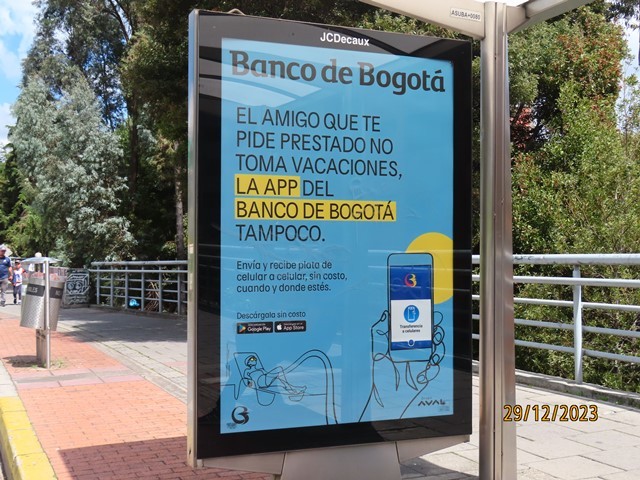 ASUBA+0080
JCDecaux
Banco de Bogotá
EL AMIGO QUE TE
PIDE PRESTADO NO
TOMA VACACIONES,
LA APP DEL
BANCO DE BOGOTÁ
TAMPOCO.
Envía y recibe plata de
celular a celular, sin costo,
cuando y donde estés.
Descárgala sin costo
Google Play
App Store
Transferencia
a celulares
AVAL
29/12/2023